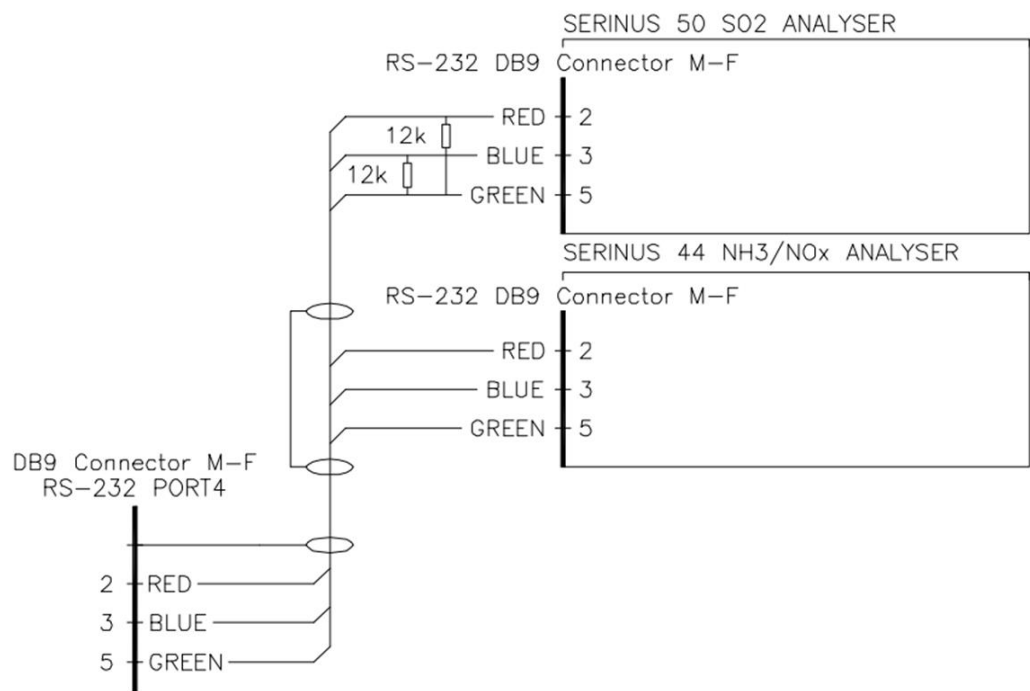 SERINUS 50 SO2 ANALYSER
RS-232 DB9 Connector M-F
RED 2
12k
BLUE 3
12k
GREEN 5
SERINUS 44 NH3/NOx ANALYSER
RS-232 DB9 Connector M-F
RED 2
BLUE 3
GREEN 5
DB9 Connector M-F
RS-232 PORT4
2 RED
3 BLUE
5 GREEN